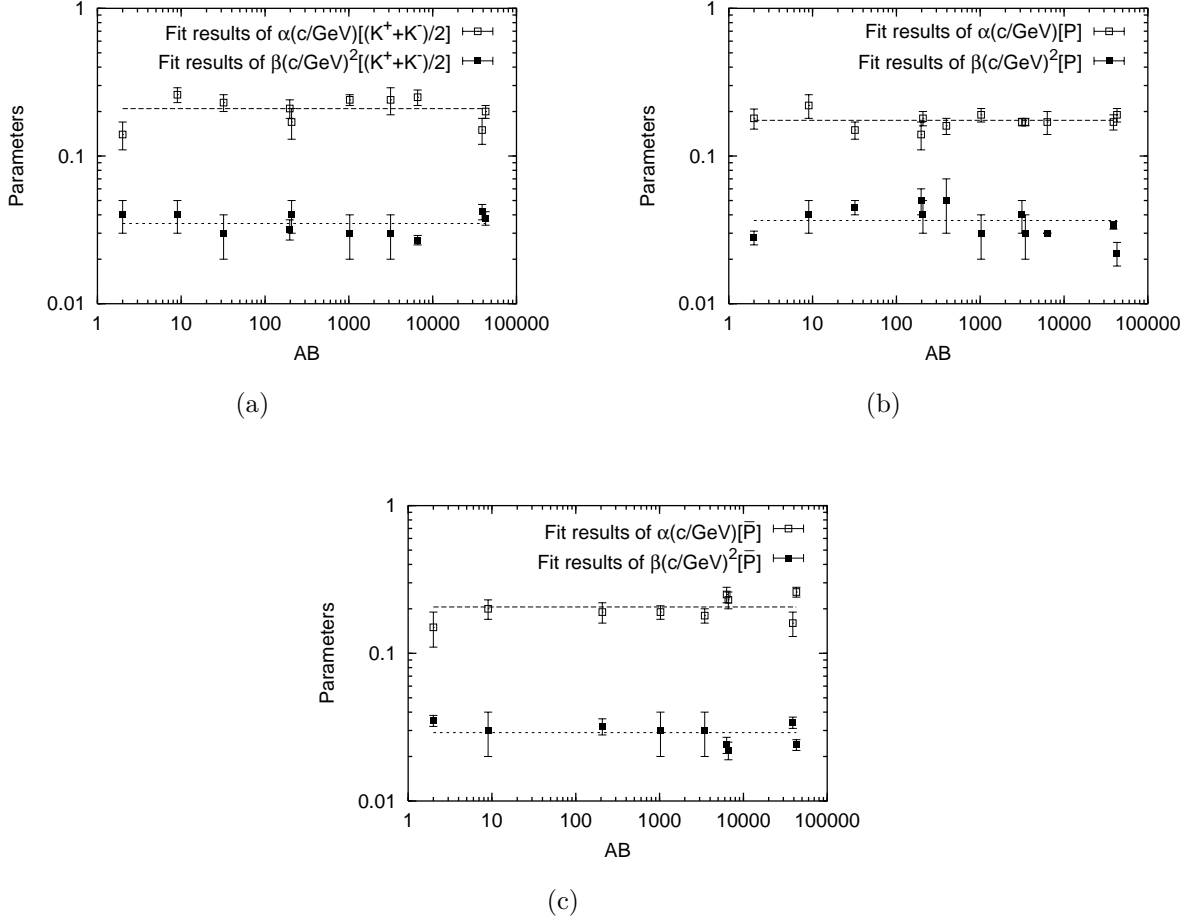 1
0.1
0.01
Parameters
Fit results of α(c/GeV)[(K⁺+K⁻)/2]
Fit results of β(c/GeV)²[(K⁺+K⁻)/2]
1 10 100 1000 10000 100000
AB
(a)
1
0.1
0.01
Parameters
Fit results of α(c/GeV)[P]
Fit results of β(c/GeV)²[P]
1 10 100 1000 10000 100000
AB
(b)
1
0.1
0.01
Parameters
Fit results of α(c/GeV)[P̅]
Fit results of β(c/GeV)²[P̅]
1 10 100 1000 10000 100000
AB
(c)